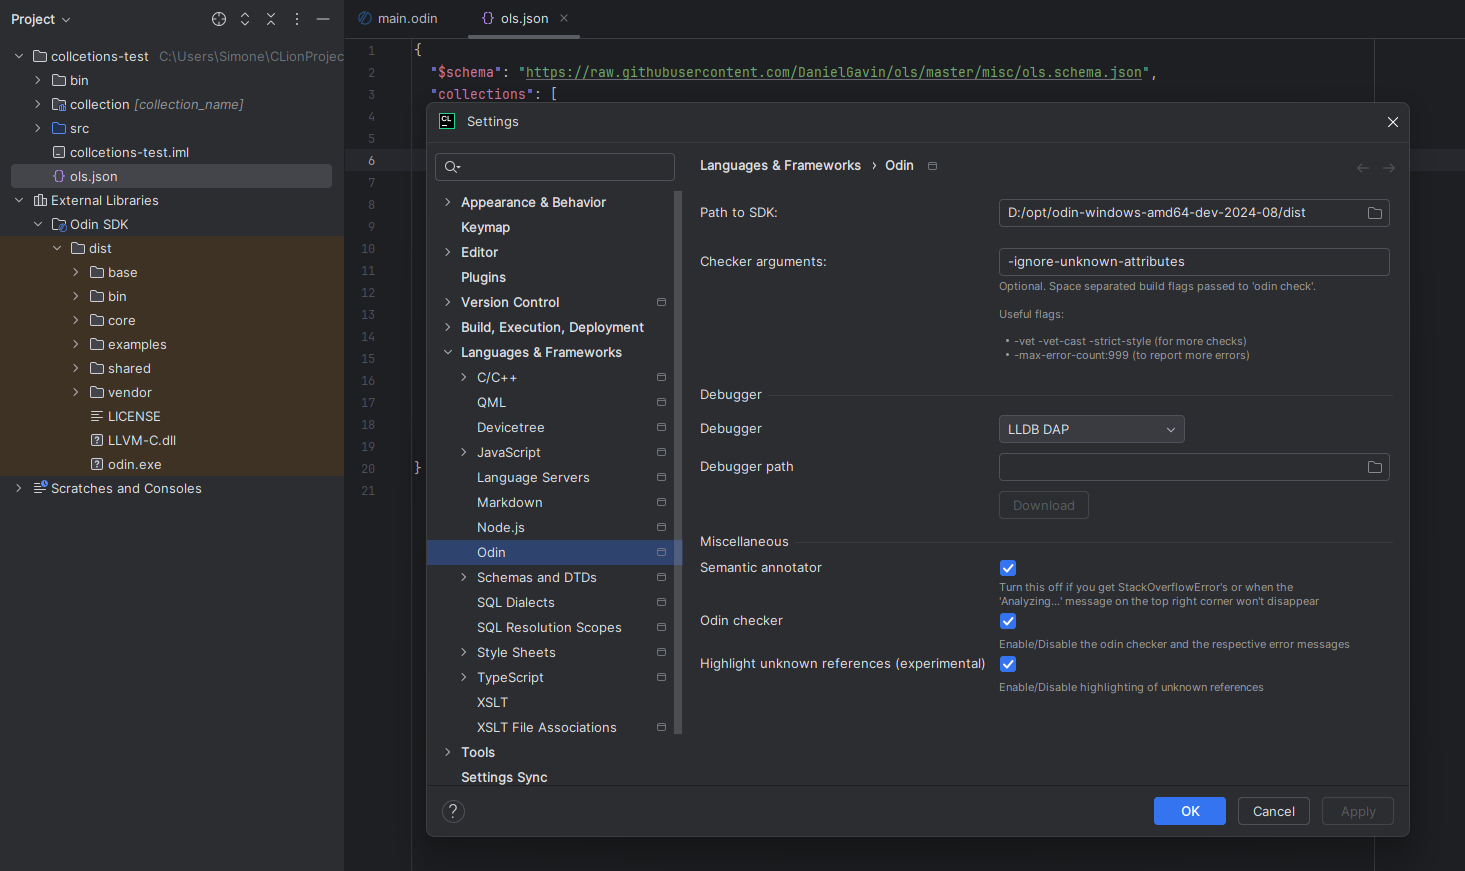 Project
main.odin
ols.json
collcetions-test C:\Users\Simone\CLionProjec
bin
collection [collection_name]
src
collcetions-test.iml
ols.json
External Libraries
Odin SDK
dist
base
bin
core
examples
shared
vendor
LICENSE
LLVM-C.dll
odin.exe
Scratches and Consoles
1 {
2 "$schema": "https://raw.githubusercontent.com/DanielGavin/ols/master/misc/ols.schema.json",
3 "collections": [
4
5
6
7
8
9
10
11
12
13
14
15
16
17
18
19
20 }
21
CL Settings
Appearance & Behavior
Keymap
Editor
Plugins
Version Control
Build, Execution, Deployment
Languages & Frameworks
C/C++
QML
Devicetree
JavaScript
Language Servers
Markdown
Node.js
Odin
Schemas and DTDs
SQL Dialects
SQL Resolution Scopes
Style Sheets
TypeScript
XSLT
XSLT File Associations
Tools
Settings Sync
Languages & Frameworks › Odin
Path to SDK: D:/opt/odin-windows-amd64-dev-2024-08/dist
Checker arguments: -ignore-unknown-attributes
Optional. Space separated build flags passed to 'odin check'.
Useful flags:
• -vet -vet-cast -strict-style (for more checks)
• -max-error-count:999 (to report more errors)
Debugger
Debugger LLDB DAP
Debugger path
Download
Miscellaneous
Semantic annotator
Turn this off if you get StackOverflowError's or when the
'Analyzing...' message on the top right corner won't disappear
Odin checker
Enable/Disable the odin checker and the respective error messages
Highlight unknown references (experimental)
Enable/Disable highlighting of unknown references
? OK Cancel Apply